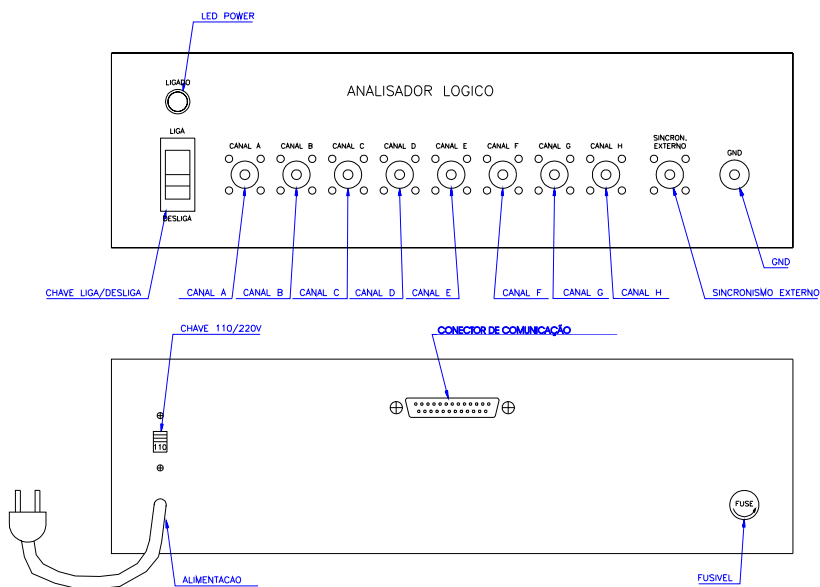 LED POWER
LIGADO
ANALISADOR LOGICO
LIGA
DESLIGA
CANAL A
CANAL B
CANAL C
CANAL D
CANAL E
CANAL F
CANAL G
CANAL H
SINCRON.
EXTERNO
GND
GND
CHAVE LIGA/DESLIGA
CANAL A
CANAL B
CANAL C
CANAL D
CANAL E
CANAL F
CANAL G
CANAL H
SINCRONISMO EXTERNO
CHAVE 110/220V
CONECTOR DE COMUNICAÇÃO
110
FUSE
ALIMENTACAO
FUSIVEL